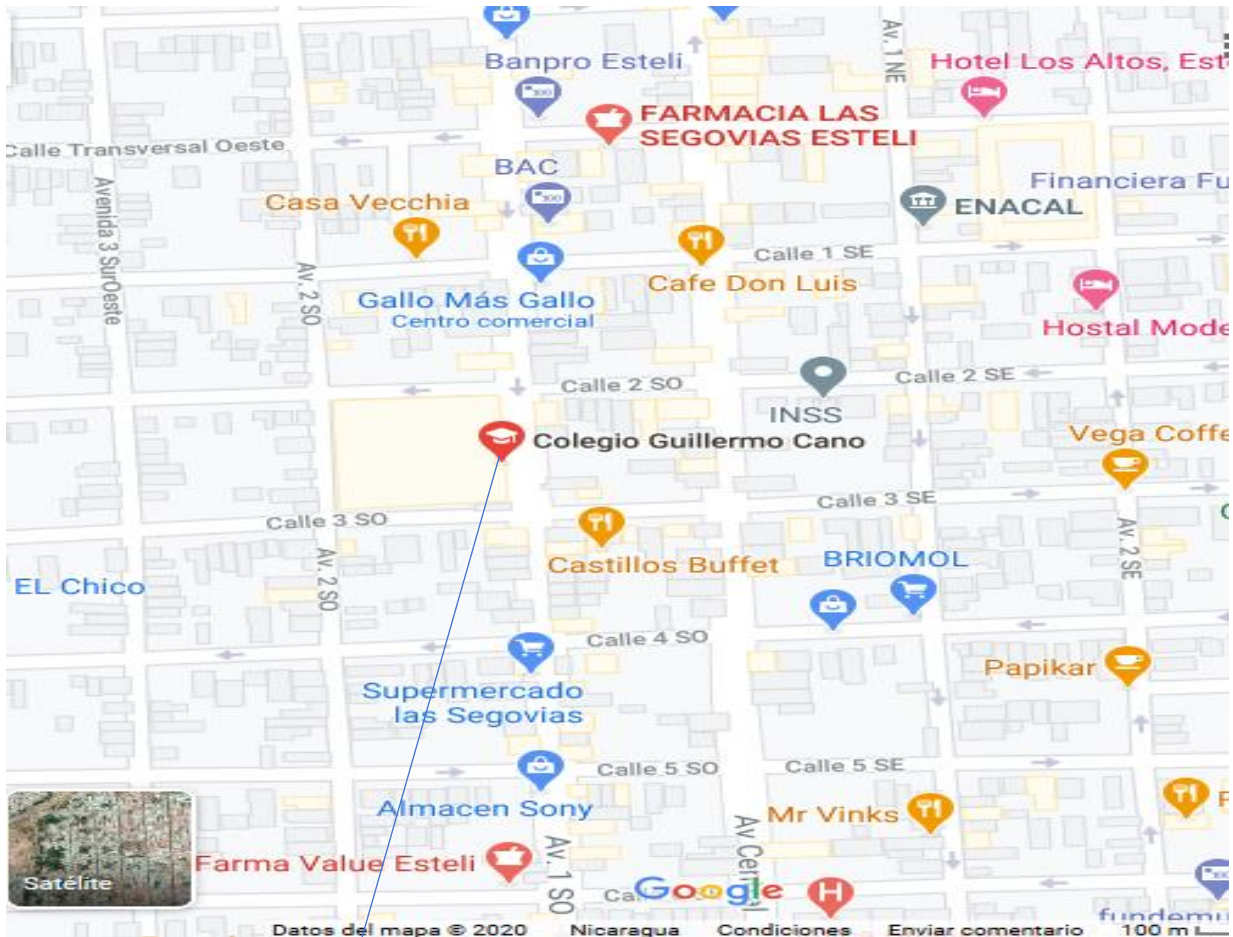 Av. 1 NE
Banpro Esteli
Hotel Los Altos, Est
FARMACIA LAS
SEGOVIAS ESTELI
Calle Transversal Oeste
BAC
Financiera Fu
Avenida 3 SurOeste
Casa Vecchia
ENACAL
Calle 1 SE
Av. 2 SO
Cafe Don Luis
Gallo Más Gallo
Centro comercial
Hostal Mode
Calle 2 SO
Calle 2 SE
INSS
Colegio Guillermo Cano
Vega Coffe
Calle 3 SE
Calle 3 SO
Av. 2 SO
Av. 2 SE
Castillos Buffet
BRIOMOL
EL Chico
Calle 4 SO
Papikar
Supermercado
las Segovias
Calle 5 SO
Calle 5 SE
Almacen Sony
Mr Vinks
Av Central
Farma Value Esteli
Av. 1 SO
Satélite
Google
H
fundemu
Datos del mapa © 2020 Nicaragua Condiciones Enviar comentario 100 m